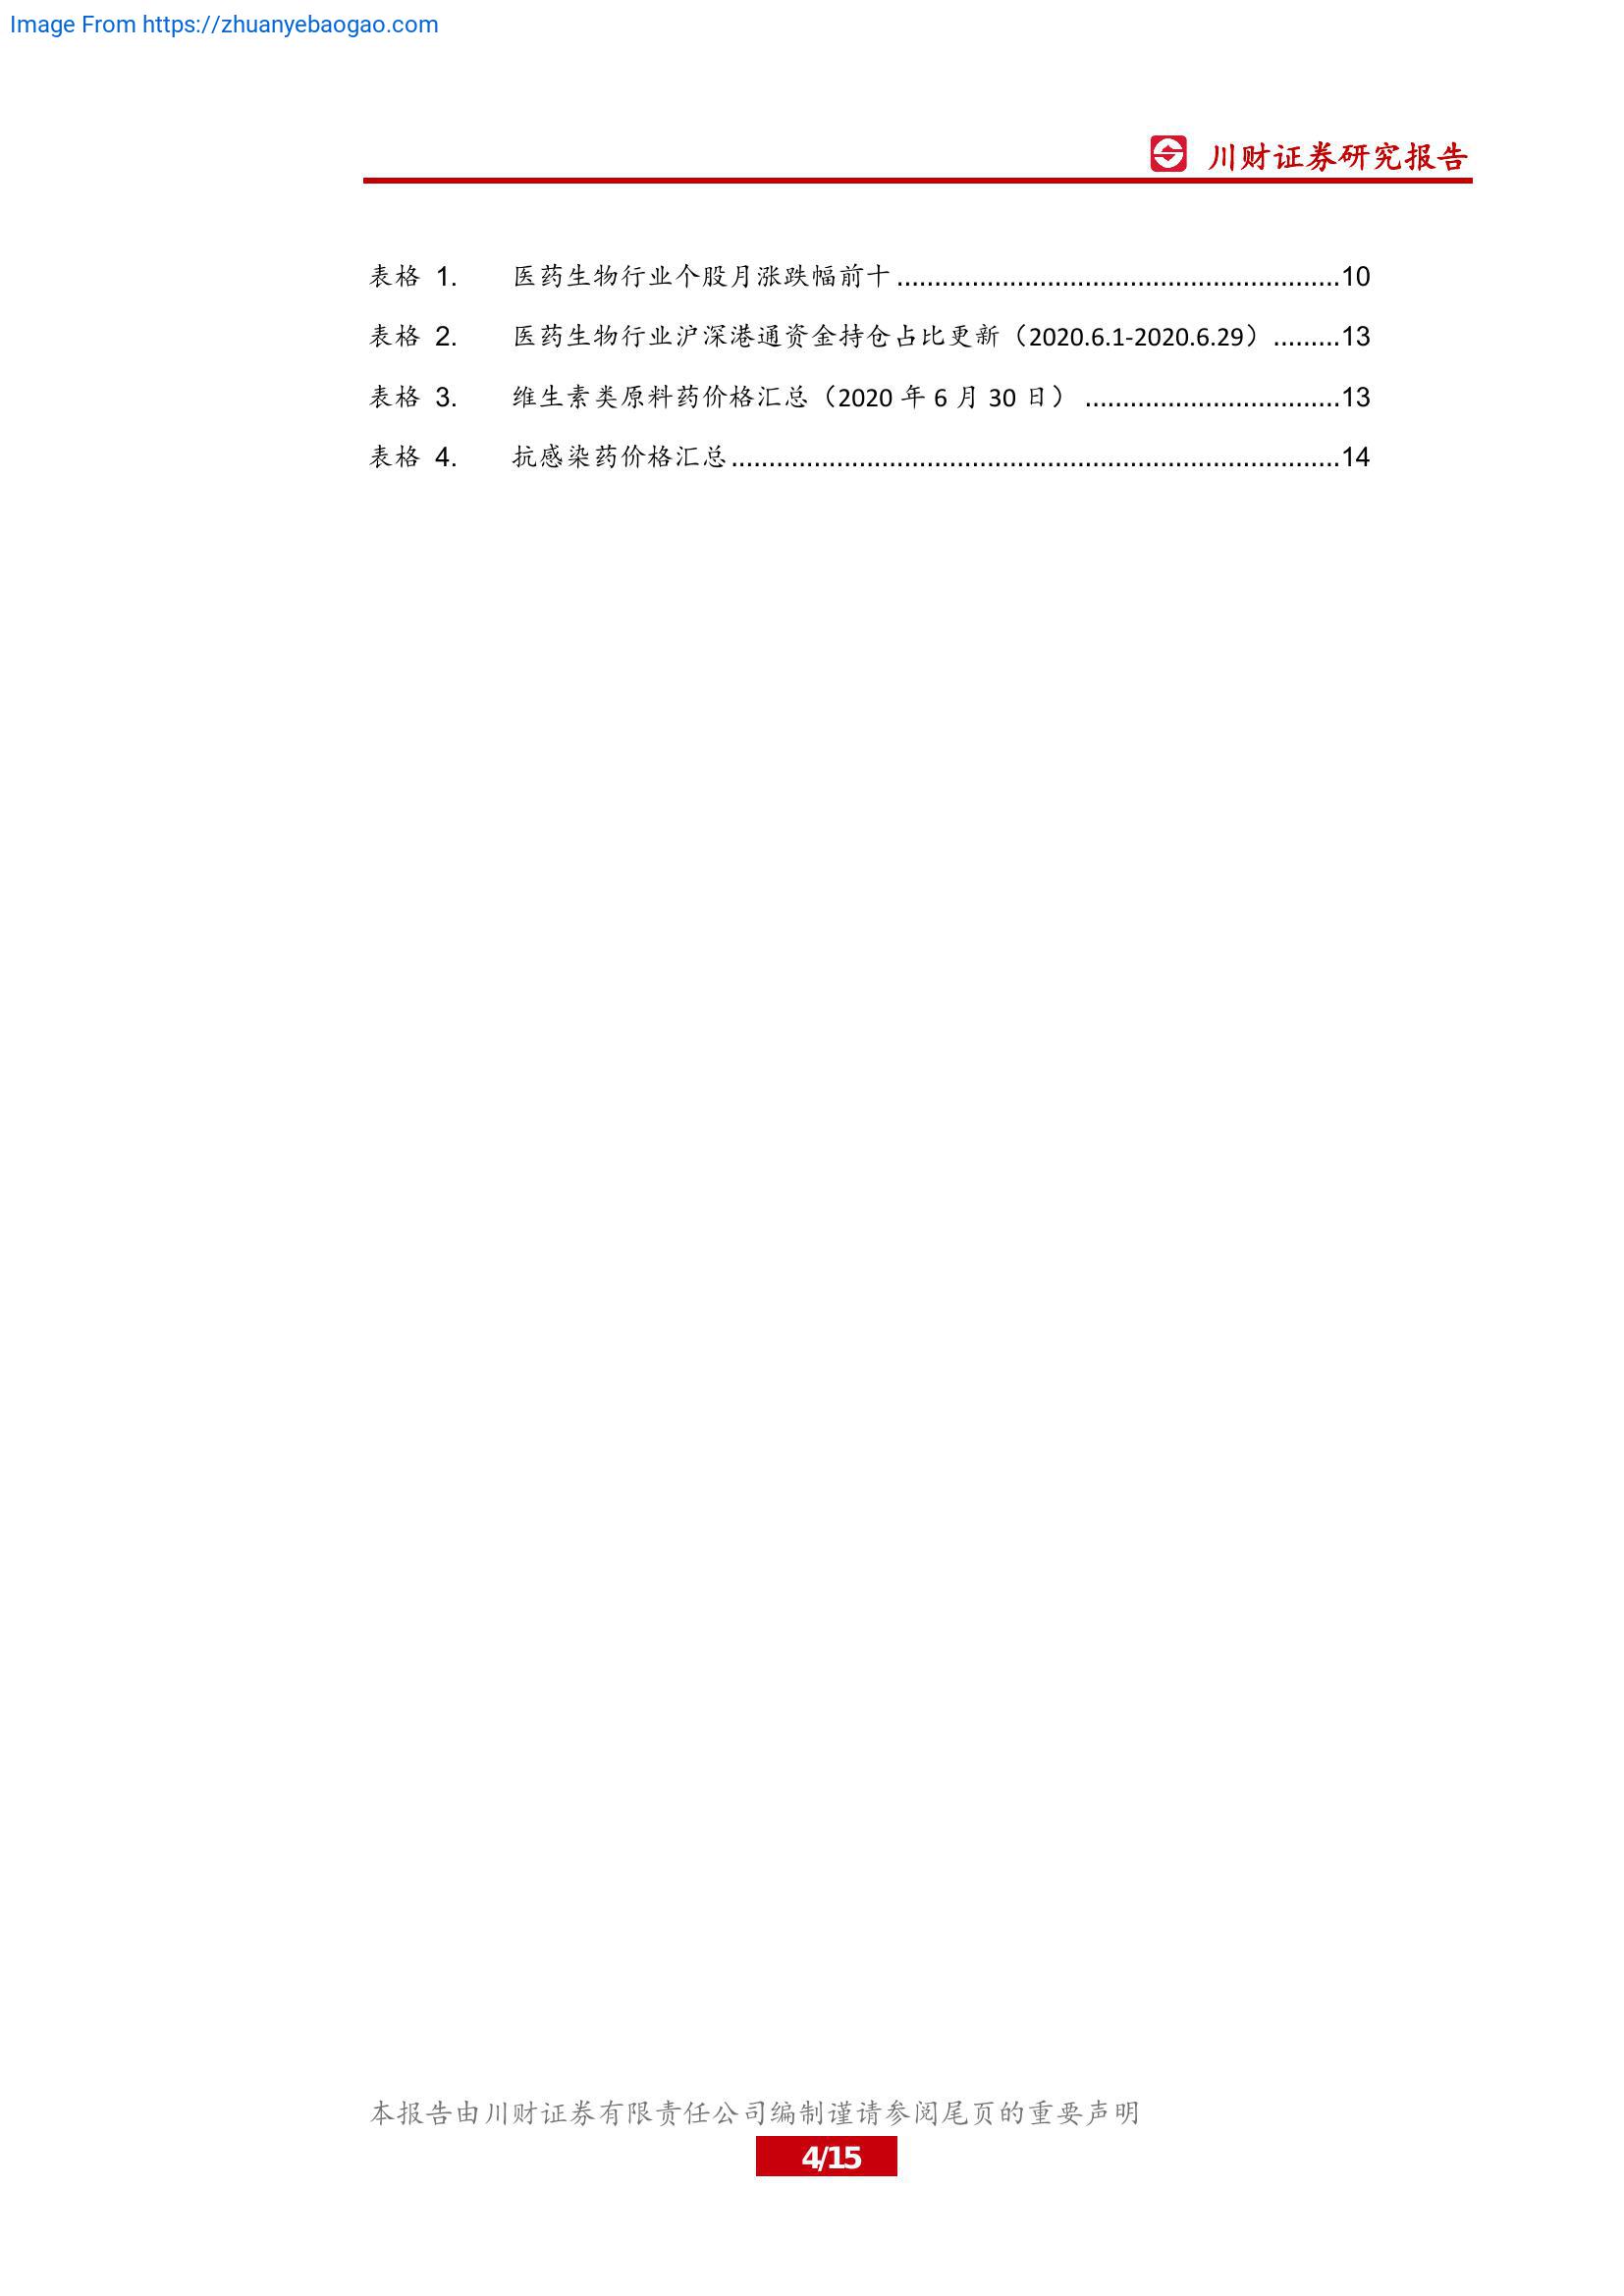 Image From https://zhuanyebaogao.com
川财证券研究报告
表格 1. 医药生物行业个股月涨跌幅前十............................................................10
表格 2. 医药生物行业沪深港通资金持仓占比更新（2020.6.1-2020.6.29）.........13
表格 3. 维生素类原料药价格汇总（2020 年 6 月 30 日） ..................................13
表格 4. 抗感染药价格汇总.................................................................................14
本报告由川财证券有限责任公司编制谨请参阅尾页的重要声明
4/15